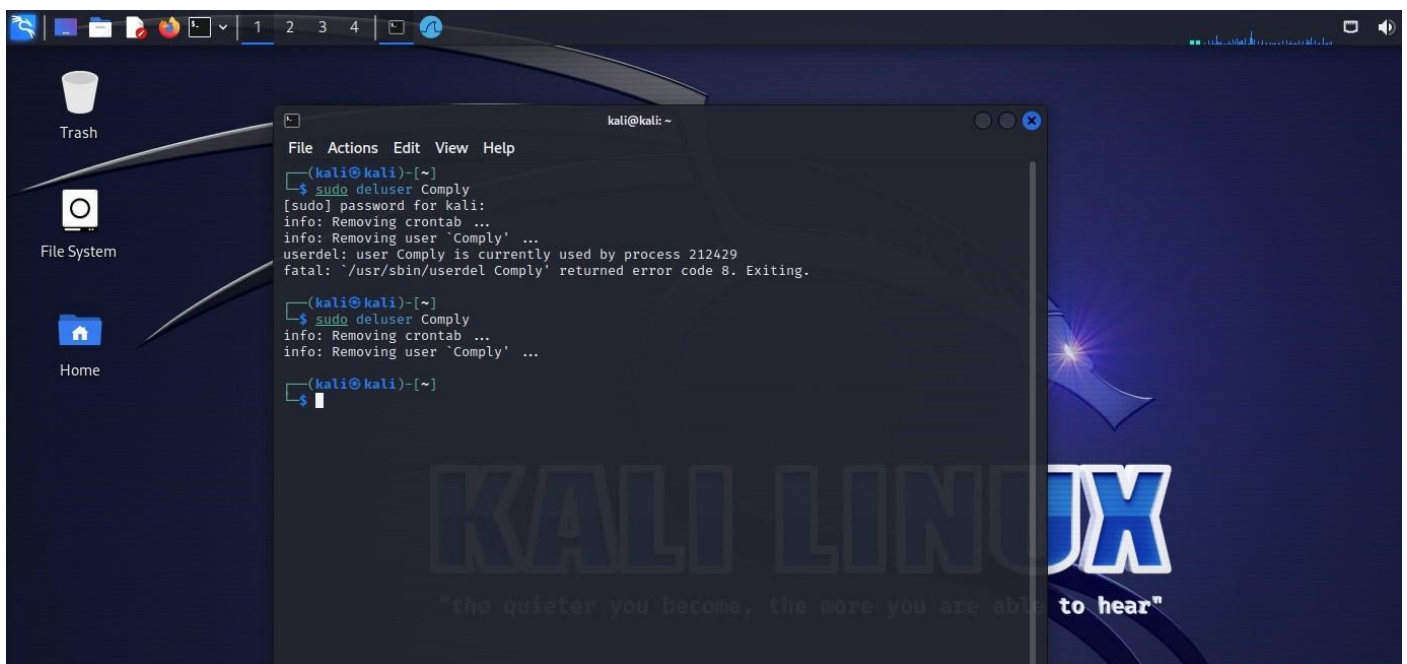 1 2 3 4
Trash
File System
Home
kali@kali: ~
File Actions Edit View Help
┌──(kali㉿kali)-[~]
└─$ sudo deluser Comply
[sudo] password for kali:
info: Removing crontab ...
info: Removing user `Comply' ...
userdel: user Comply is currently used by process 212429
fatal: `/usr/sbin/userdel Comply' returned error code 8. Exiting.
┌──(kali㉿kali)-[~]
└─$ sudo deluser Comply
info: Removing crontab ...
info: Removing user `Comply' ...
┌──(kali㉿kali)-[~]
└─$
KALI LINUX
"the quieter you become, the more you are able to hear"